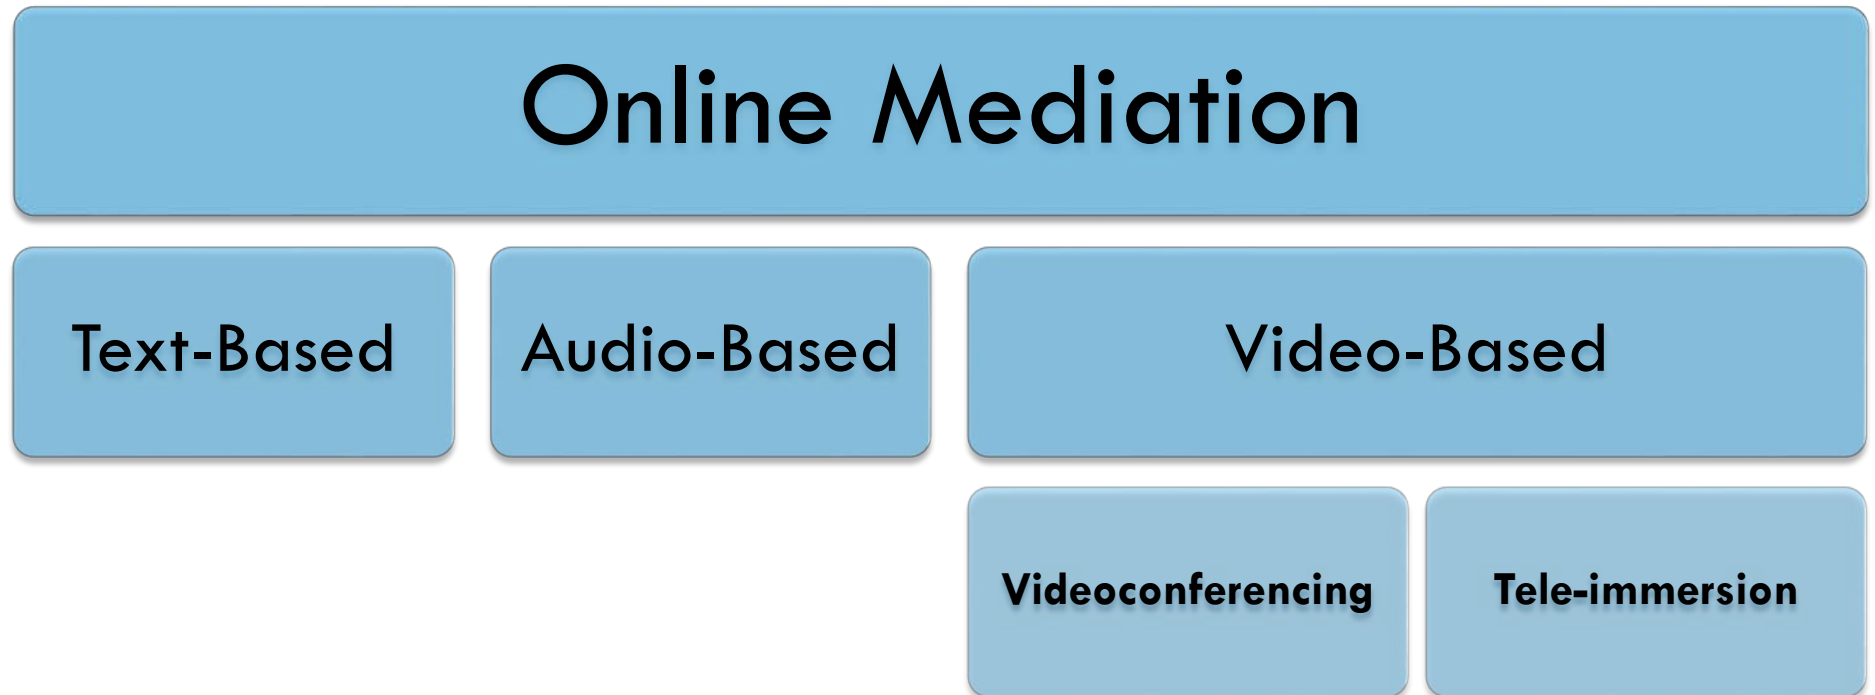 Online Mediation
Text-Based
Audio-Based
Video-Based
Videoconferencing
Tele-immersion